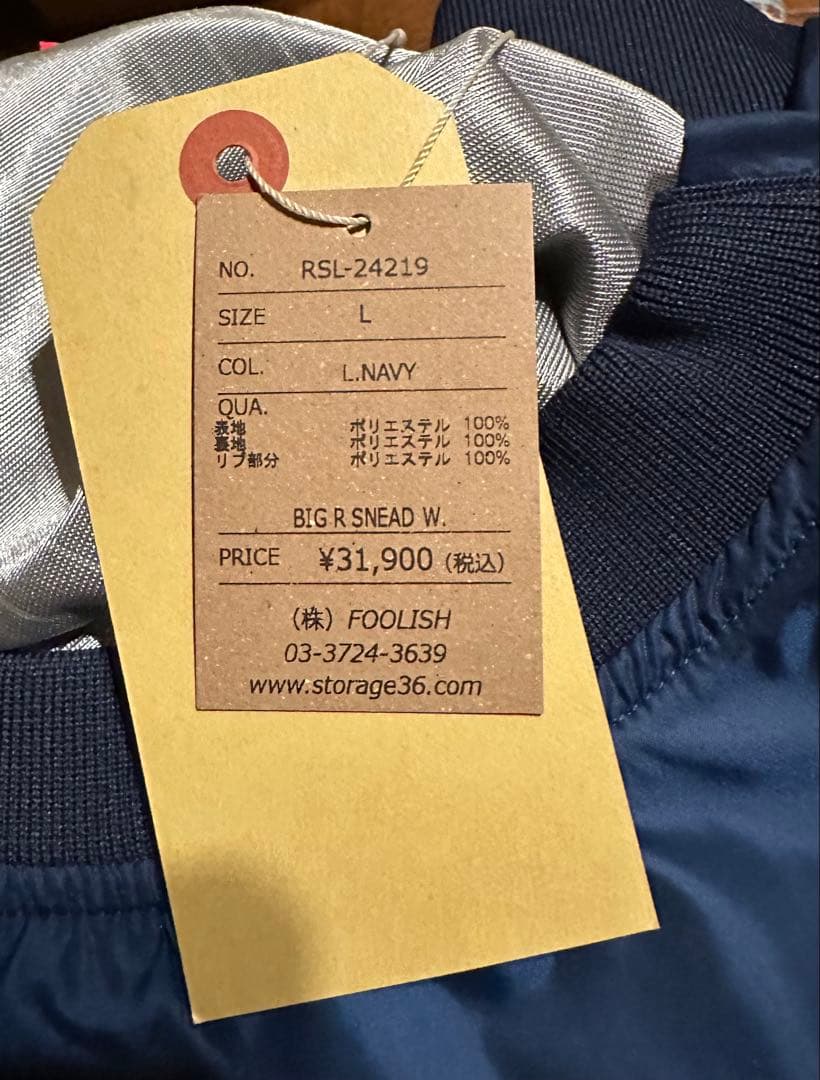 NO. RSL-24219
SIZE L
COL. L.NAVY
QUA.
表地 ポリエステル 100%
裏地 ポリエステル 100%
リブ部分 ポリエステル 100%
BIG R SNEAD W.
PRICE ¥31,900 (税込)
(株) FOOLISH
03-3724-3639
www.storage36.com